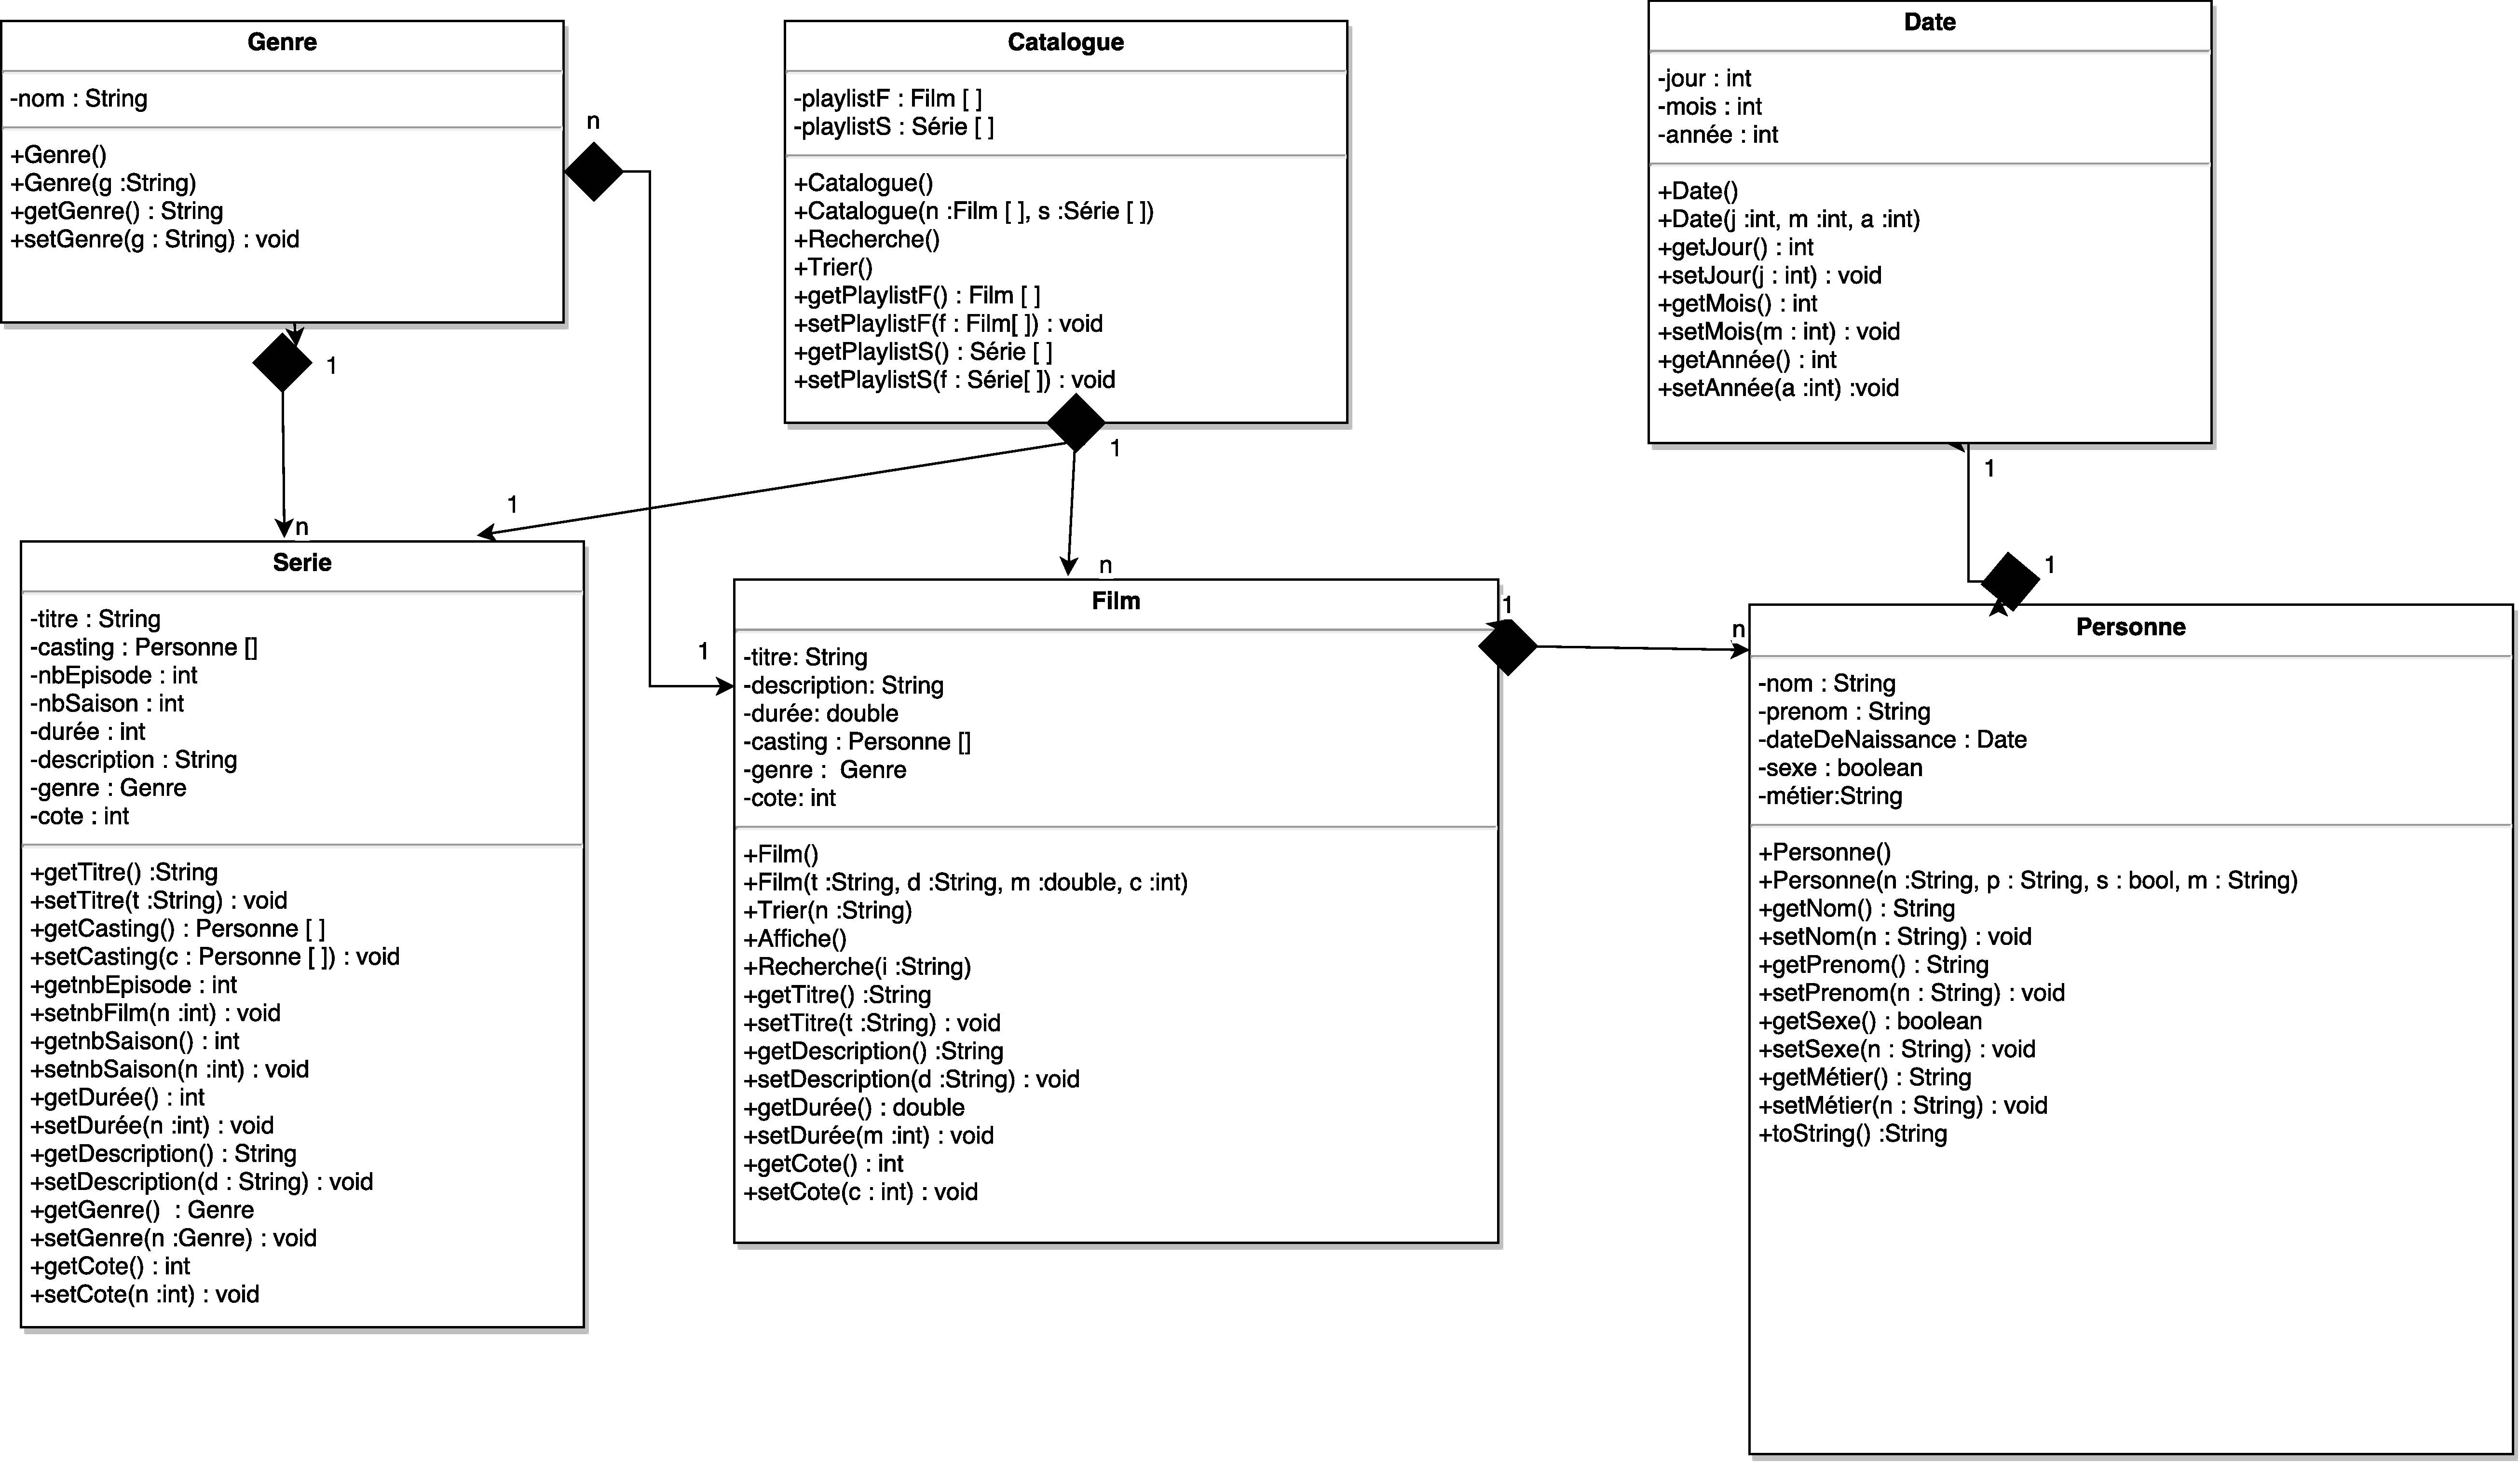 Genre
-nom : String
+Genre()
+Genre(g :String)
+getGenre() : String
+setGenre(g : String) : void
n
1
Catalogue
-playlistF : Film [ ]
-playlistS : Série [ ]
+Catalogue()
+Catalogue(n :Film [ ], s :Série [ ])
+Recherche()
+Trier()
+getPlaylistF() : Film [ ]
+setPlaylistF(f : Film[ ]) : void
+getPlaylistS() : Série [ ]
+setPlaylistS(f : Série[ ]) : void
1
1
n
Date
-jour : int
-mois : int
-année : int
+Date()
+Date(j :int, m :int, a :int)
+getJour() : int
+setJour(j : int) : void
+getMois() : int
+setMois(m : int) : void
+getAnnée() : int
+setAnnée(a :int) :void
1
1
n
Serie
-titre : String
-casting : Personne []
-nbEpisode : int
-nbSaison : int
-durée : int
-description : String
-genre : Genre
-cote : int
+getTitre() :String
+setTitre(t :String) : void
+getCasting() : Personne [ ]
+setCasting(c : Personne [ ]) : void
+getnbEpisode : int
+setnbFilm(n :int) : void
+getnbSaison() : int
+setnbSaison(n :int) : void
+getDurée() : int
+setDurée(n :int) : void
+getDescription() : String
+setDescription(d : String) : void
+getGenre()  : Genre
+setGenre(n :Genre) : void
+getCote() : int
+setCote(n :int) : void
1
Film
-titre: String
-description: String
-durée: double
-casting : Personne []
-genre :  Genre
-cote: int
+Film()
+Film(t :String, d :String, m :double, c :int)
+Trier(n :String)
+Affiche()
+Recherche(i :String)
+getTitre() :String
+setTitre(t :String) : void
+getDescription() :String
+setDescription(d :String) : void
+getDurée() : double
+setDurée(m :int) : void
+getCote() : int
+setCote(c : int) : void
1
n
Personne
-nom : String
-prenom : String
-dateDeNaissance : Date
-sexe : boolean
-métier:String
+Personne()
+Personne(n :String, p : String, s : bool, m : String)
+getNom() : String
+setNom(n : String) : void
+getPrenom() : String
+setPrenom(n : String) : void
+getSexe() : boolean
+setSexe(n : String) : void
+getMétier() : String
+setMétier(n : String) : void
+toString() :String